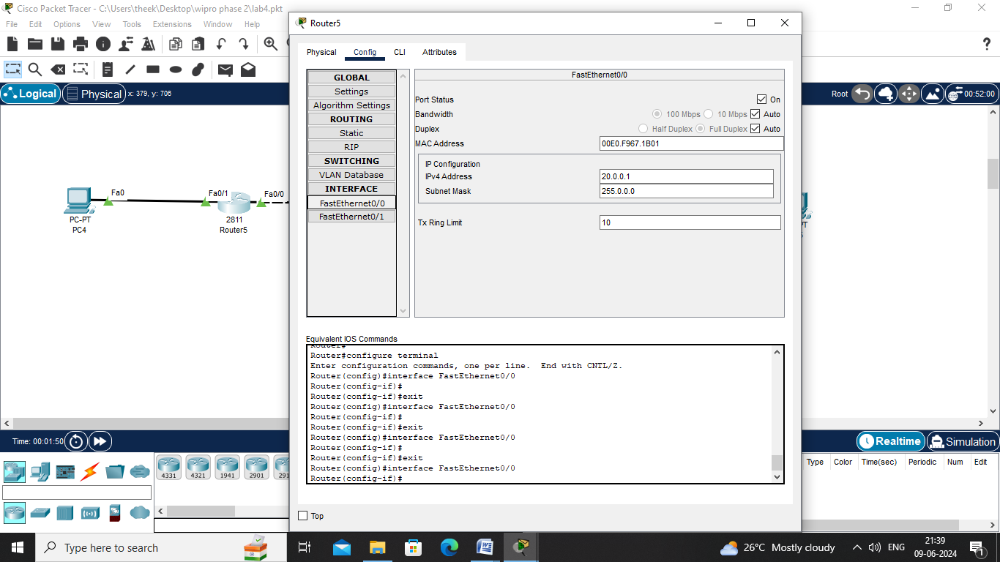 Cisco Packet Tracer - C:\Users\theek\Desktop\wipro phase 2\lab4.pkt
File Edit Options View Tools Extensions Window Help
Logical Physical x: 379, y: 706
Root 00:52:00
Fa0
Fa0/1
Fa0/0
PC-PT
PC4
2811
Router5
PT
Router5
Physical Config CLI Attributes
GLOBAL
Settings
Algorithm Settings
ROUTING
Static
RIP
SWITCHING
VLAN Database
INTERFACE
FastEthernet0/0
FastEthernet0/1
FastEthernet0/0
Port Status On
Bandwidth 100 Mbps 10 Mbps Auto
Duplex Half Duplex Full Duplex Auto
MAC Address 00E0.F967.1B01
IP Configuration
IPv4 Address 20.0.0.1
Subnet Mask 255.0.0.0
Tx Ring Limit 10
Equivalent IOS Commands
Router#
Router#configure terminal
Enter configuration commands, one per line. End with CNTL/Z.
Router(config)#interface FastEthernet0/0
Router(config-if)#
Router(config-if)#exit
Router(config)#interface FastEthernet0/0
Router(config-if)#
Router(config-if)#exit
Router(config)#interface FastEthernet0/0
Router(config-if)#
Router(config-if)#exit
Router(config)#interface FastEthernet0/0
Router(config-if)#
Top
Time: 00:01:50
Realtime Simulation
4331 4321 1941 2901 291
Type Color Time(sec) Periodic Num Edit
Type here to search
26°C Mostly cloudy
ENG
21:39
09-06-2024
1